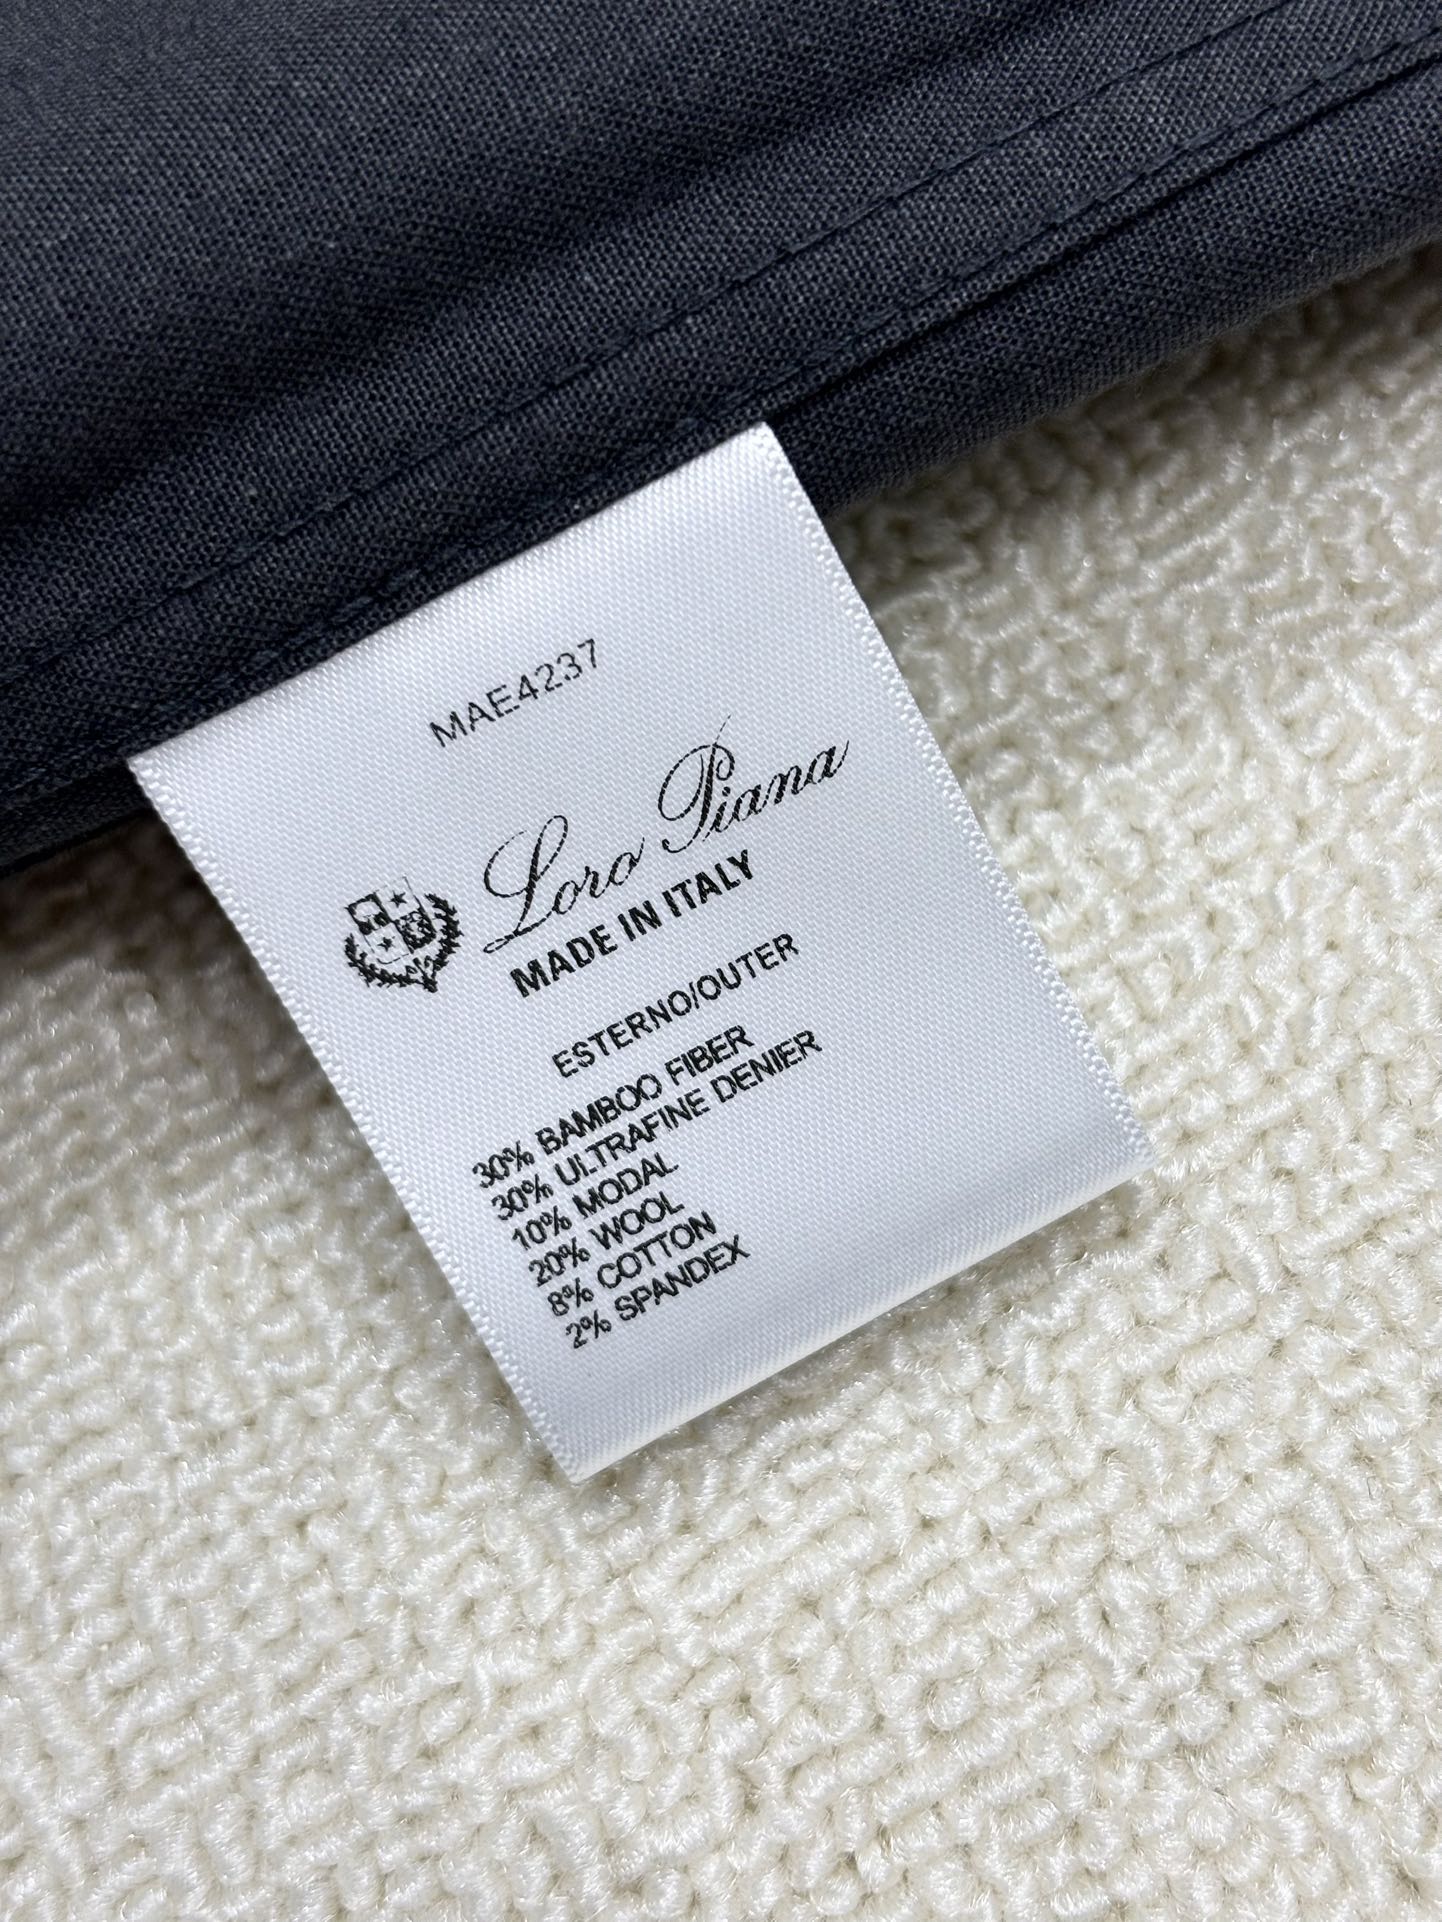 MAE4237
Loro Piana
MADE IN ITALY
ESTERNO/OUTER
30% BAMBOO FIBER
30% ULTRAFINE DENIER
10% MODAL
20% WOOL
8% COTTON
2% SPANDEX